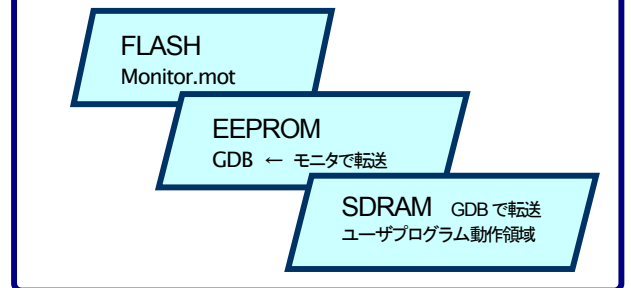 FLASH
Monitor.mot
EEPROM
GDB ← モニタで転送
SDRAM GDBで転送
ユーザプログラム動作領域